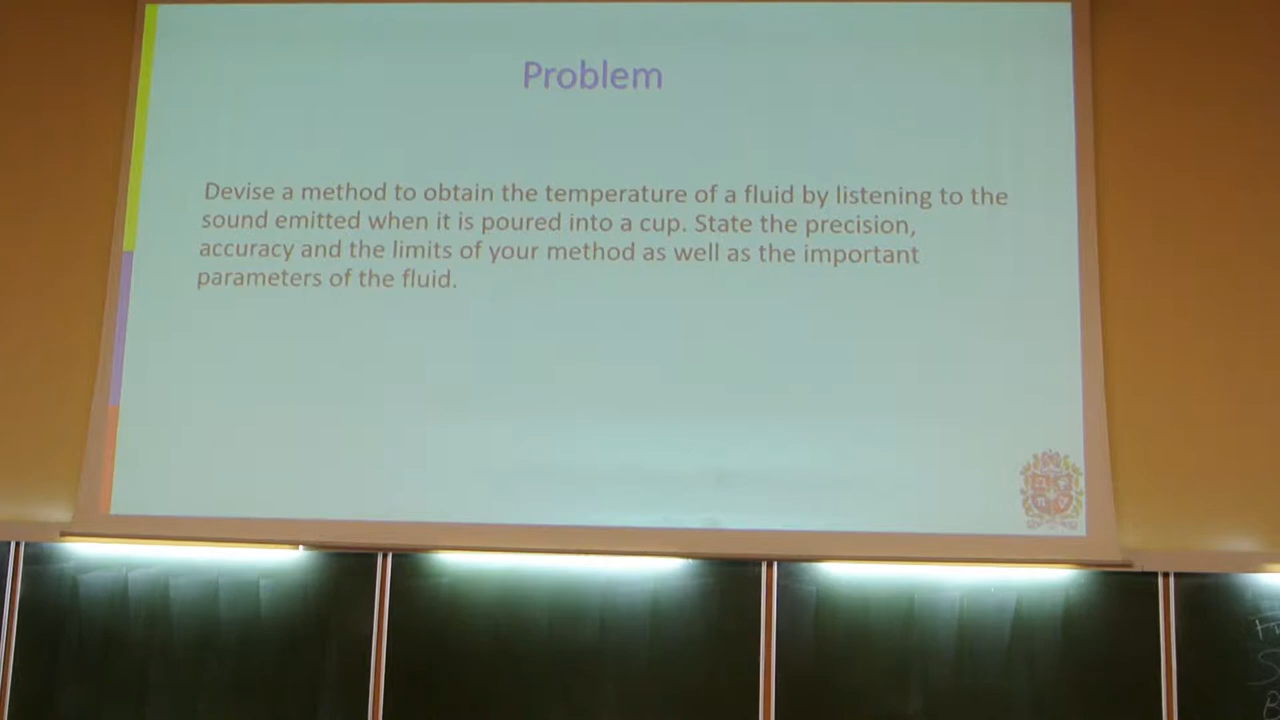 Problem
Devise a method to obtain the temperature of a fluid by listening to the
sound emitted when it is poured into a cup. State the precision,
accuracy and the limits of your method as well as the important
parameters of the fluid.